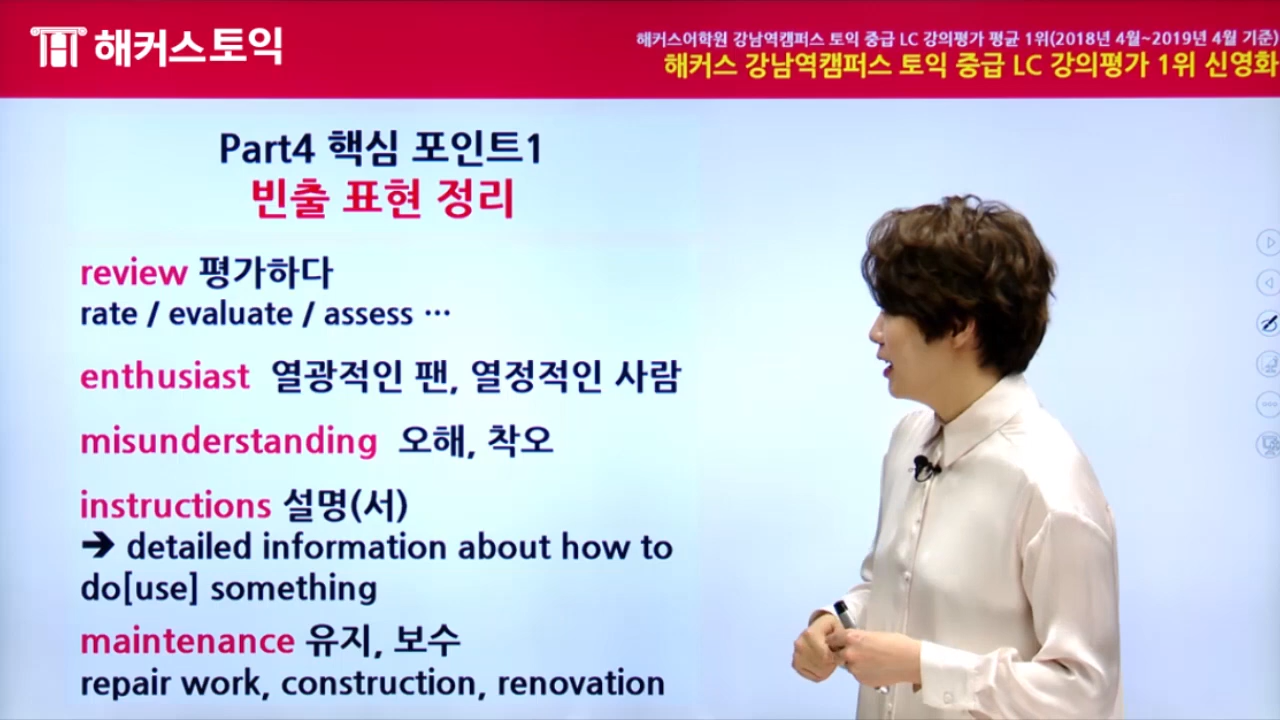 해커스토익
해커스어학원 강남역캠퍼스 토익 중급 LC 강의평가 평균 1위(2018년 4월~2019년 4월 기준)
해커스 강남역캠퍼스 토익 중급 LC 강의평가 1위 신영화
Part4 핵심 포인트1
빈출 표현 정리
review 평가하다
rate / evaluate / assess …
enthusiast 열광적인 팬, 열정적인 사람
misunderstanding 오해, 착오
instructions 설명(서)
➔ detailed information about how to
do[use] something
maintenance 유지, 보수
repair work, construction, renovation